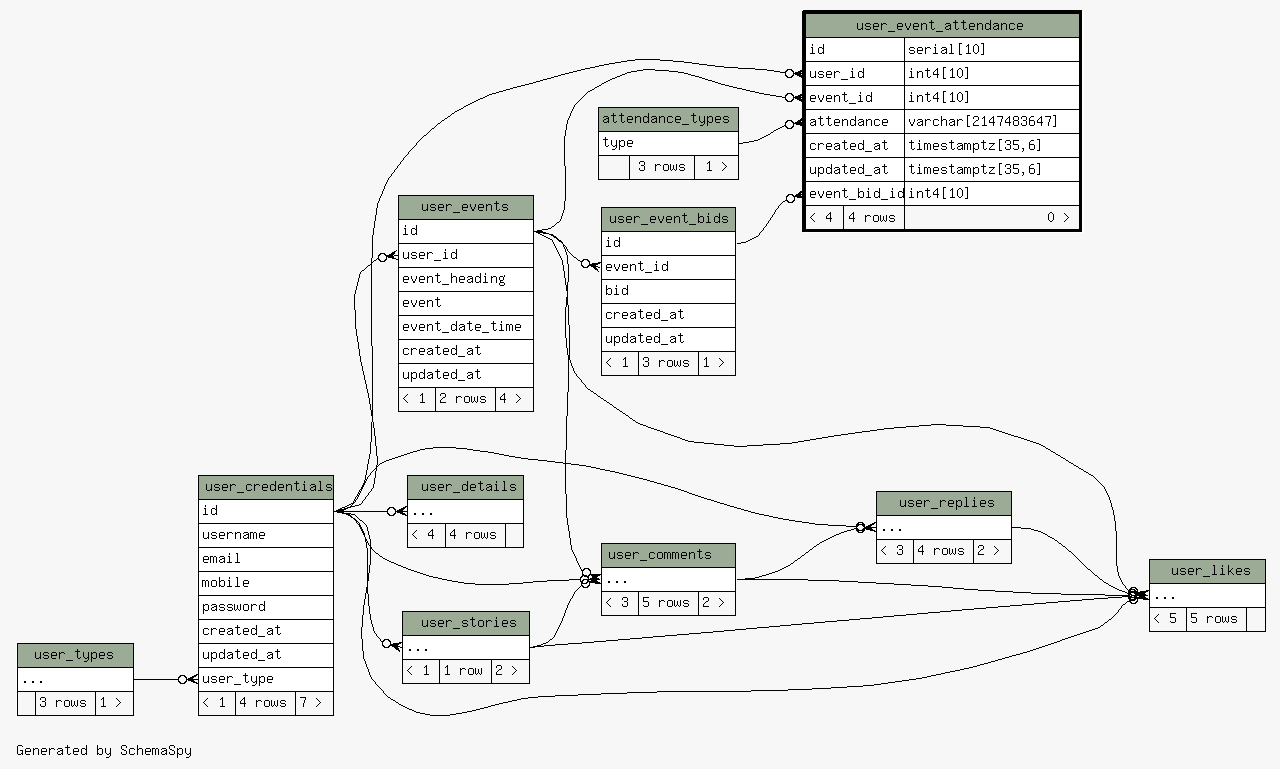 user_event_attendance
id serial[10]
user_id int4[10]
event_id int4[10]
attendance varchar[2147483647]
created_at timestamptz[35,6]
updated_at timestamptz[35,6]
event_bid_id int4[10]
< 4 4 rows 0 >
attendance_types
type
3 rows 1 >
user_events
id
user_id
event_heading
event
event_date_time
created_at
updated_at
< 1 2 rows 4 >
user_event_bids
id
event_id
bid
created_at
updated_at
< 1 3 rows 1 >
user_credentials
id
username
email
mobile
password
created_at
updated_at
user_type
< 1 4 rows 7 >
user_details
...
< 4 4 rows
user_replies
...
< 3 4 rows 2 >
user_comments
...
< 3 5 rows 2 >
user_likes
...
< 5 5 rows
user_stories
...
< 1 1 row 2 >
user_types
...
3 rows 1 >
Generated by SchemaSpy